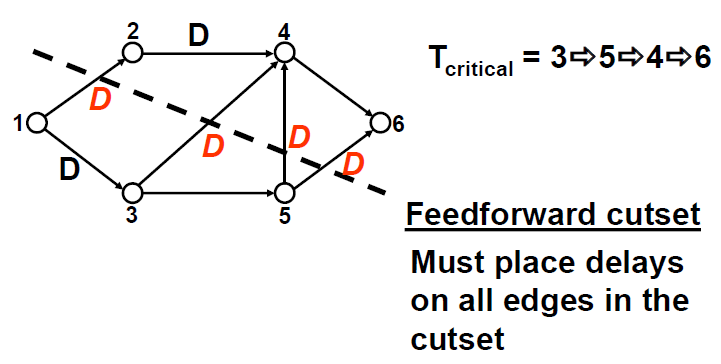 2
D
4
T critical = 3⇨5⇨4⇨6
D
1
D
D
6
D
D
3
5
Feedforward cutset
Must place delays
on all edges in the
cutset